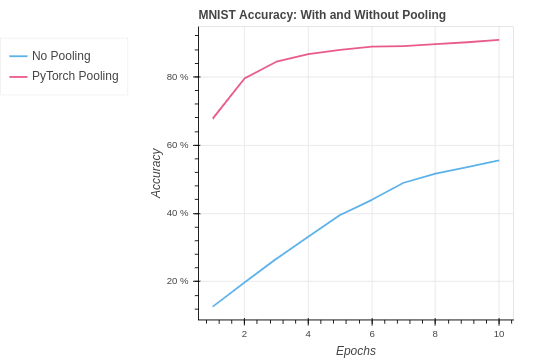 MNIST Accuracy: With and Without Pooling
No Pooling
PyTorch Pooling
80 %
60 %
40 %
20 %
Accuracy
2 4 6 8 10
Epochs